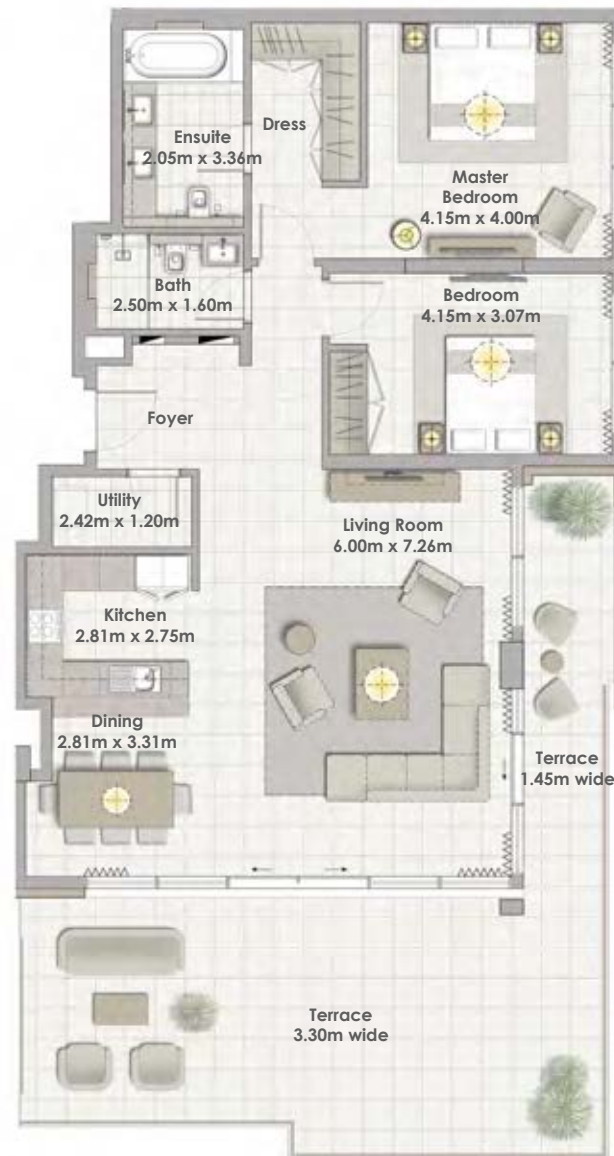 Ensuite
2.05m x 3.36m
Dress
Master
Bedroom
4.15m x 4.00m
Bath
2.50m x 1.60m
Bedroom
4.15m x 3.07m
Foyer
Utility
2.42m x 1.20m
Living Room
6.00m x 7.26m
Kitchen
2.81m x 2.75m
Dining
2.81m x 3.31m
Terrace
1.45m wide
Terrace
3.30m wide